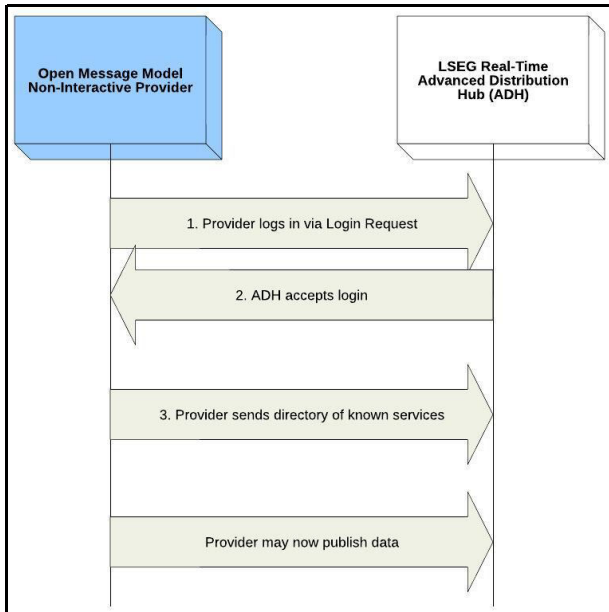 Open Message Model
Non-Interactive Provider
LSEG Real-Time
Advanced Distribution
Hub (ADH)
1. Provider logs in via Login Request
2. ADH accepts login
3. Provider sends directory of known services
Provider may now publish data